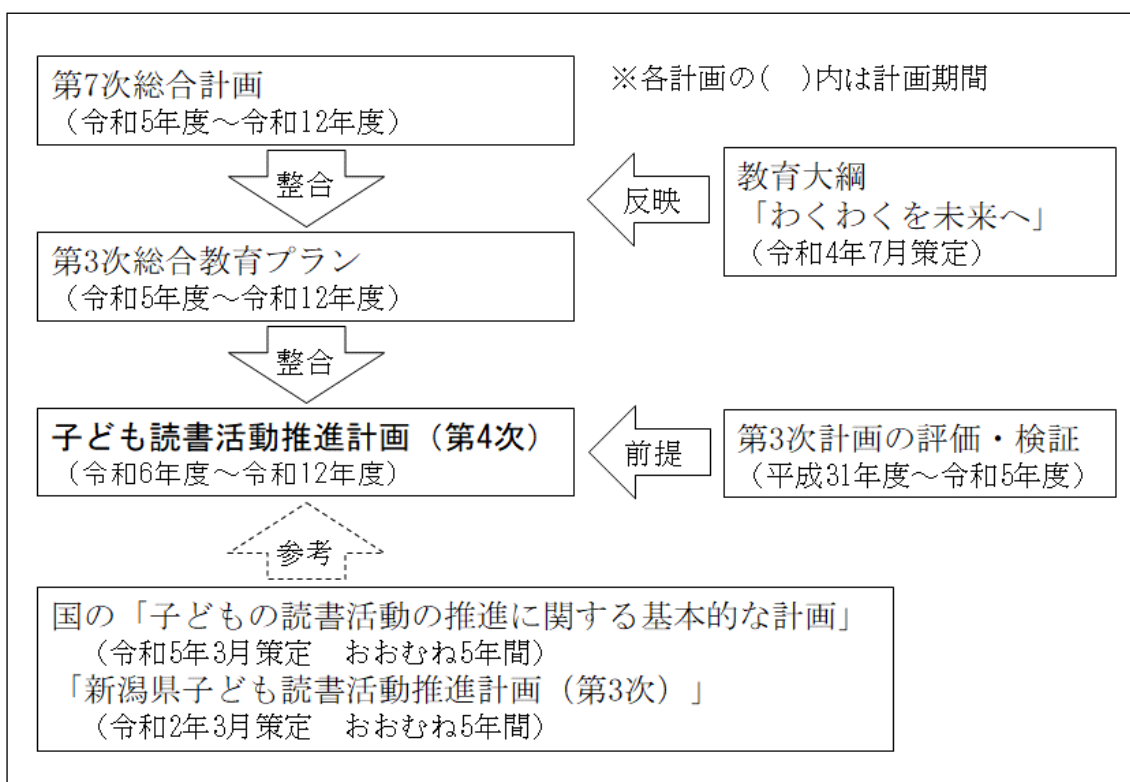 第7次総合計画
（令和5年度～令和12年度）
※各計画の(　)内は計画期間
整合
反映
教育大綱
「わくわくを未来へ」
（令和4年7月策定）
第3次総合教育プラン
（令和5年度～令和12年度）
整合
子ども読書活動推進計画（第4次）
（令和6年度～令和12年度）
前提
第3次計画の評価・検証
（平成31年度～令和5年度）
参考
国の「子どもの読書活動の推進に関する基本的な計画」
（令和5年3月策定　おおむね5年間）
「新潟県子ども読書活動推進計画（第3次）」
（令和2年3月策定　おおむね5年間）